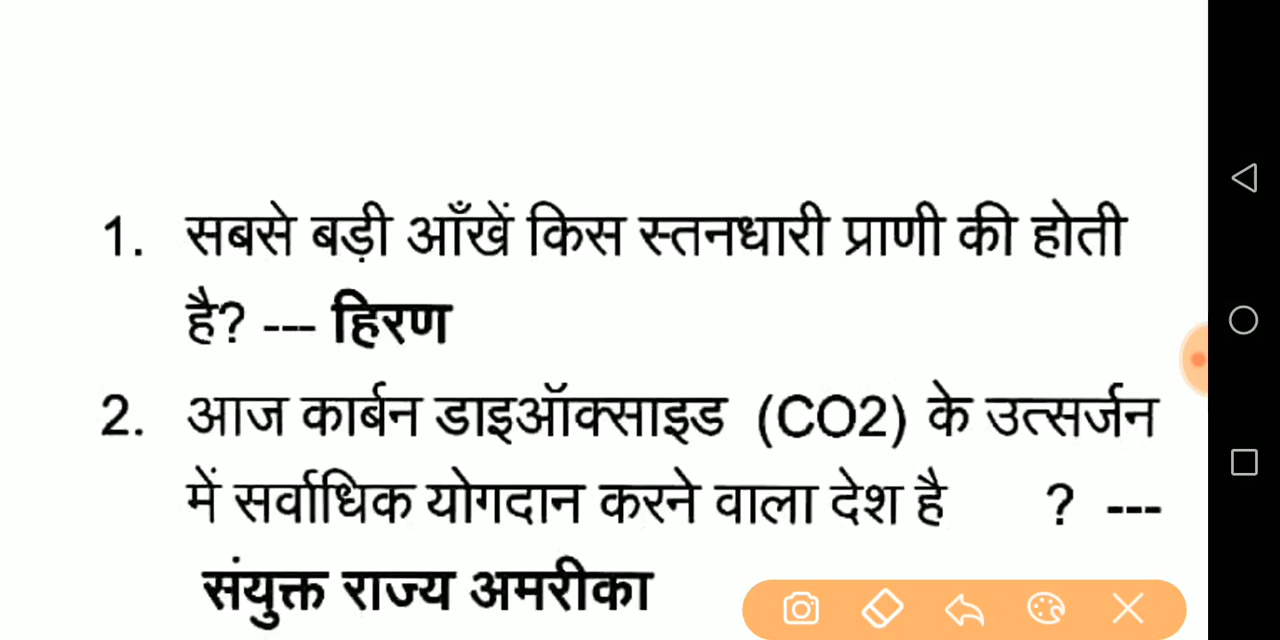 1. सबसे बड़ी आँखें किस स्तनधारी प्राणी की होती
है? --- हिरण
2. आज कार्बन डाइऑक्साइड (CO2) के उत्सर्जन
में सर्वाधिक योगदान करने वाला देश है ? ---
संयुक्त राज्य अमरीका